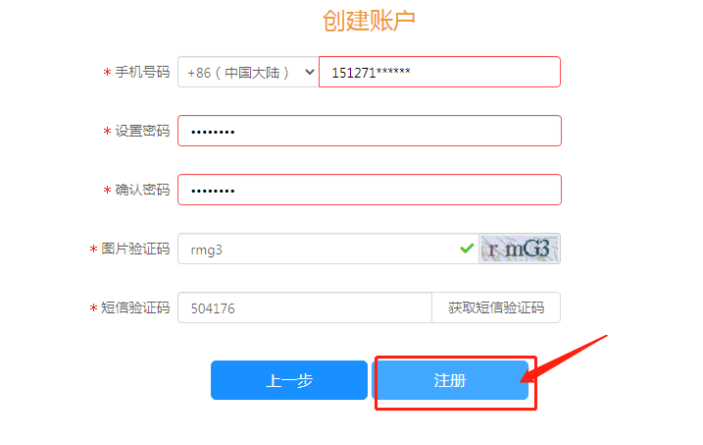 创建账户
* 手机号码 +86（中国大陆） 151271******
* 设置密码 ••••••••
* 确认密码 ••••••••
* 图片验证码 rmg3 r mG3
* 短信验证码 504176 获取短信验证码
上一步 注册